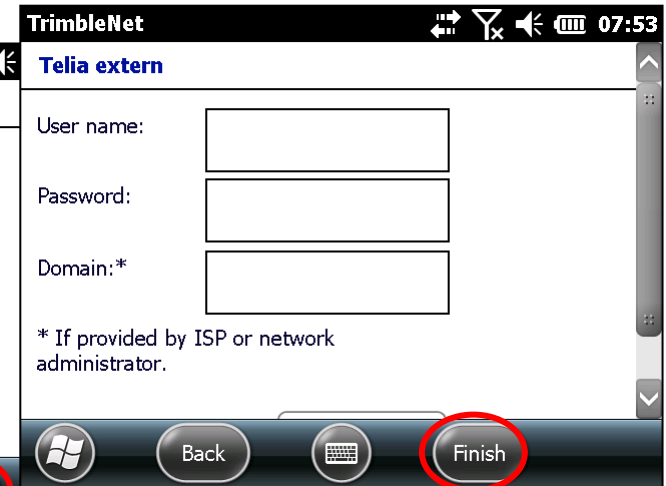 TrimbleNet 07:53
Telia extern
User name:
Password:
Domain:*
* If provided by ISP or network
administrator.
Back Finish